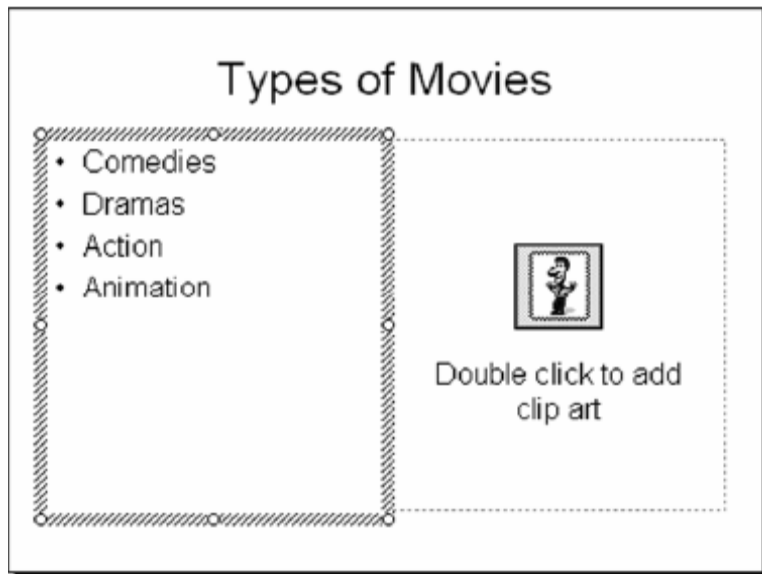 Types of Movies
• Comedies
• Dramas
• Action
• Animation
Double click to add
clip art